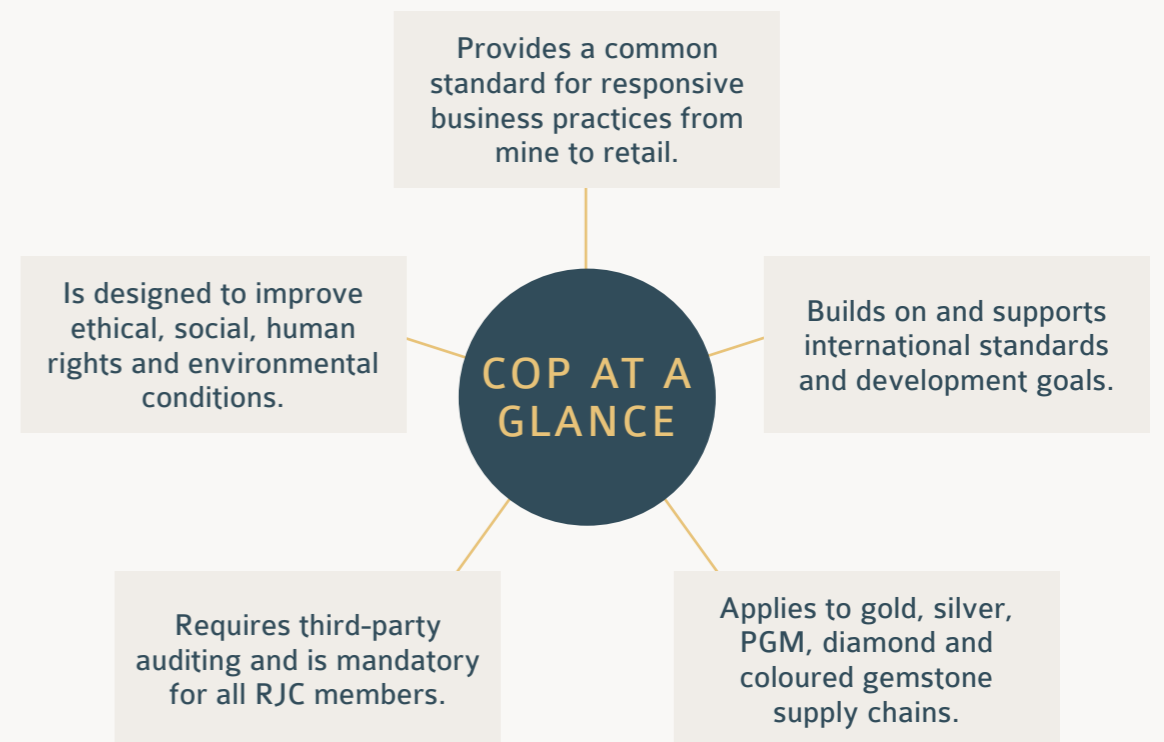 Provides a common
standard for responsive
business practices from
mine to retail.
Is designed to improve
ethical, social, human
rights and environmental
conditions.
COP AT A
GLANCE
Builds on and supports
international standards
and development goals.
Requires third-party
auditing and is mandatory
for all RJC members.
Applies to gold, silver,
PGM, diamond and
coloured gemstone
supply chains.